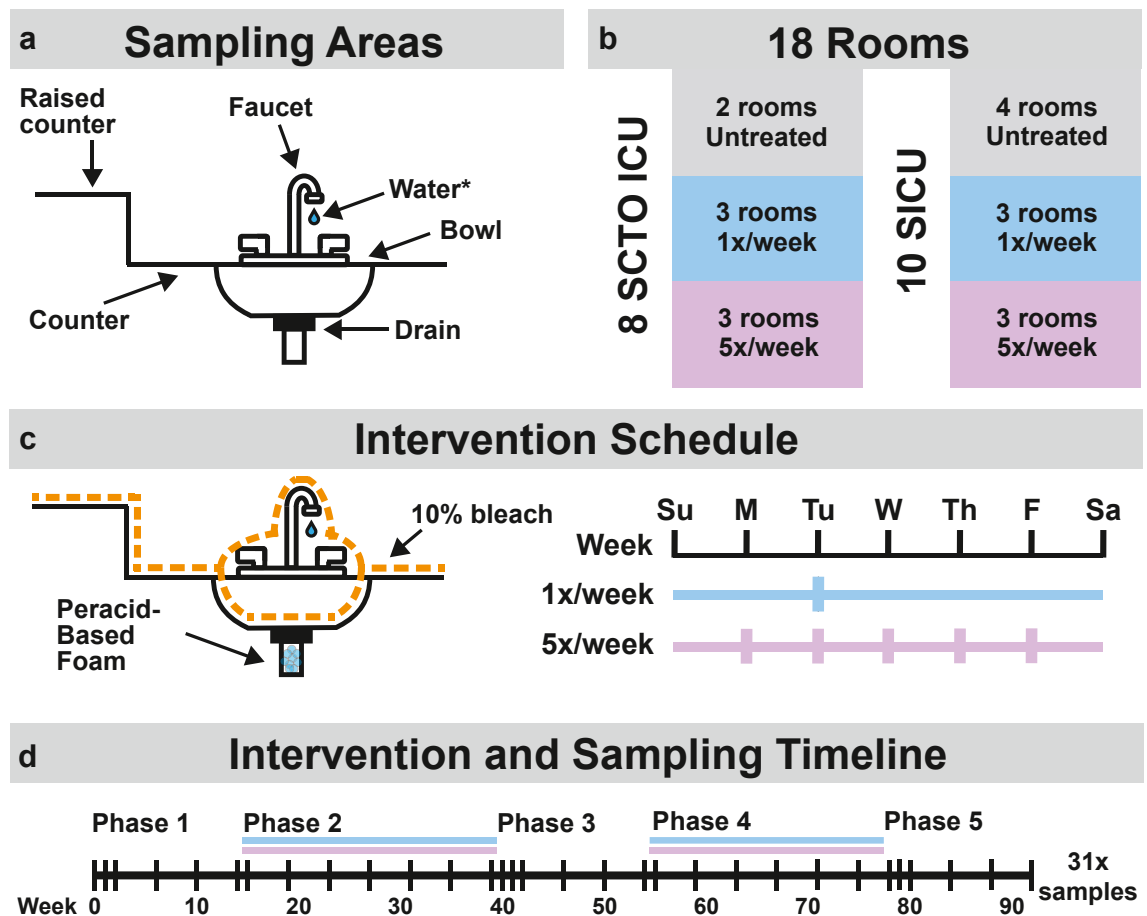 a
Sampling Areas
Raised
counter
Faucet
Water*
Bowl
Counter
Drain
b
18 Rooms
8 SCTO ICU
2 rooms
Untreated
3 rooms
1x/week
3 rooms
5x/week
10 SICU
4 rooms
Untreated
3 rooms
1x/week
3 rooms
5x/week
c
Intervention Schedule
10% bleach
Peracid-
Based
Foam
Su M Tu W Th F Sa
Week
1x/week
5x/week
d
Intervention and Sampling Timeline
Phase 1 Phase 2 Phase 3 Phase 4 Phase 5
31x
samples
Week 0 10 20 30 40 50 60 70 80 90